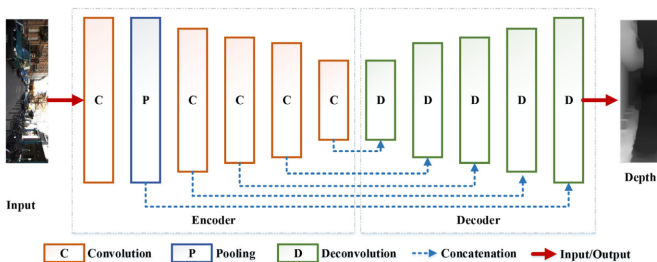 C P C C C C D D D D D
Input Encoder Decoder Depth
C Convolution P Pooling D Deconvolution Concatenation Input/Output